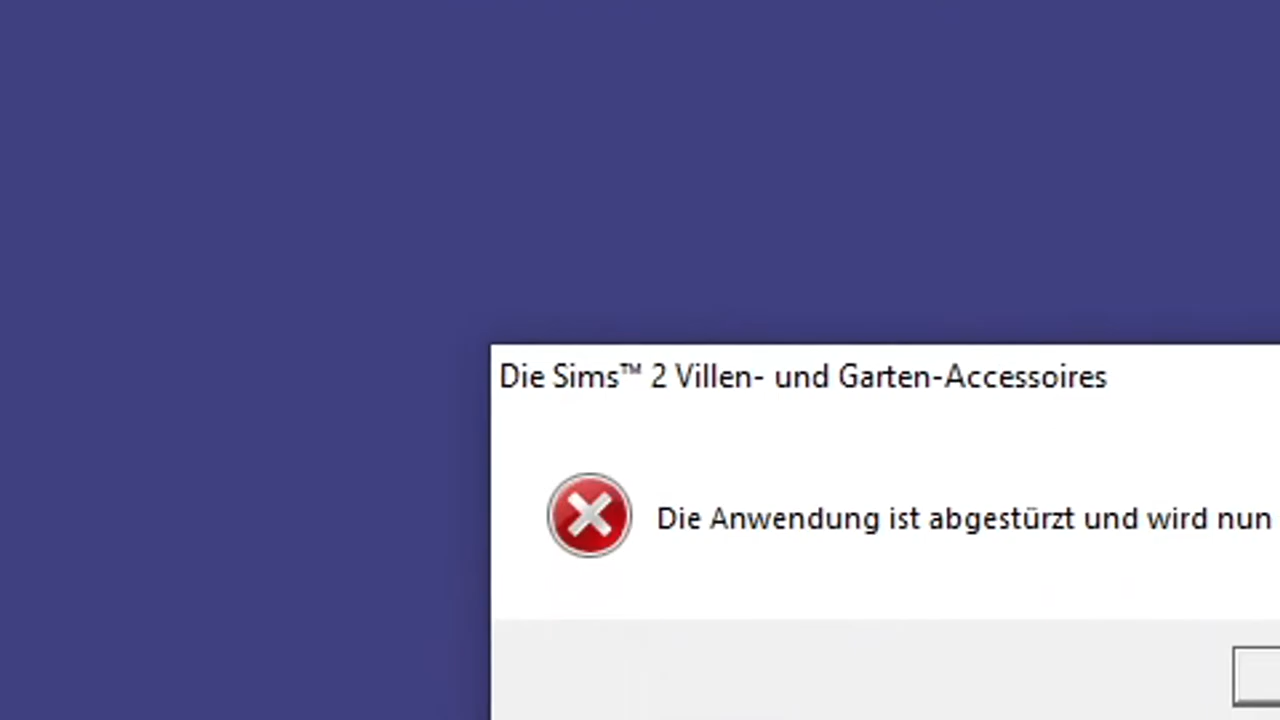 Die Sims™ 2 Villen- und Garten-Accessoires
Die Anwendung ist abgestürzt und wird nun